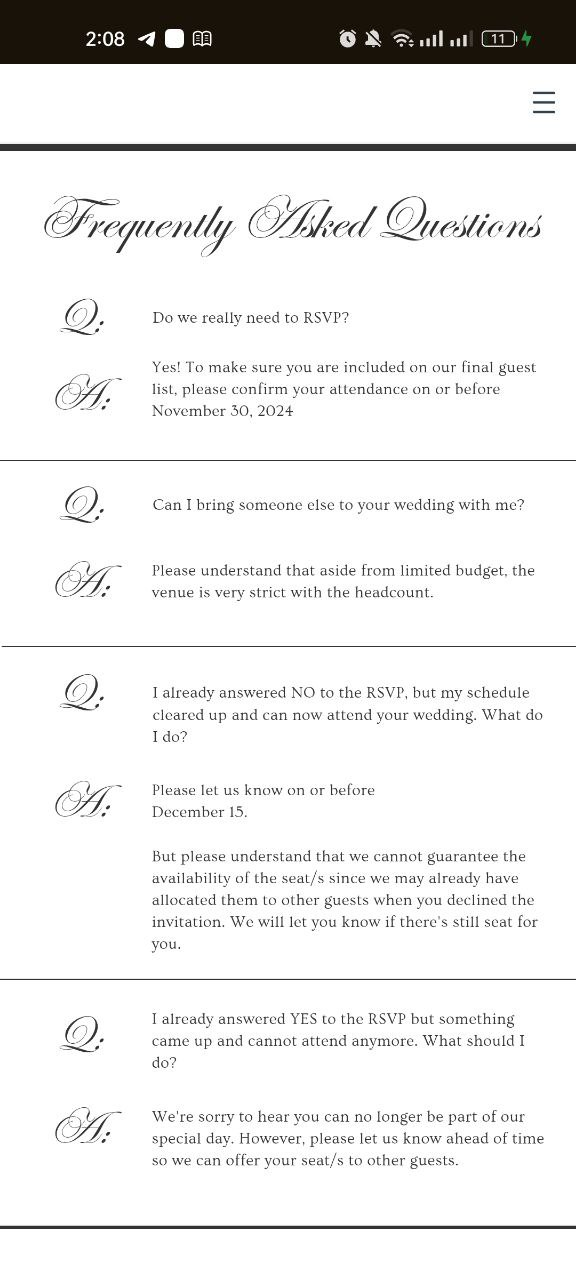 2:08
11
Frequently Asked Questions
Q:
Do we really need to RSVP?
A:
Yes! To make sure you are included on our final guest
list, please confirm your attendance on or before
November 30, 2024
Q:
Can I bring someone else to your wedding with me?
A:
Please understand that aside from limited budget, the
venue is very strict with the headcount.
Q:
I already answered NO to the RSVP, but my schedule
cleared up and can now attend your wedding. What do
I do?
A:
Please let us know on or before
December 15.
But please understand that we cannot guarantee the
availability of the seat/s since we may already have
allocated them to other guests when you declined the
invitation. We will let you know if there's still seat for
you.
Q:
I already answered YES to the RSVP but something
came up and cannot attend anymore. What should I
do?
A:
We're sorry to hear you can no longer be part of our
special day. However, please let us know ahead of time
so we can offer your seat/s to other guests.